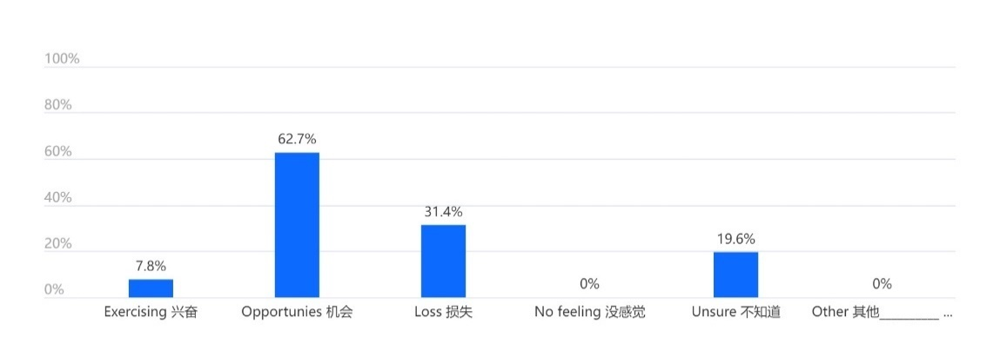 100%
80%
62.7%
60%
40%
31.4%
20%
19.6%
7.8%
0%
0%
0%
Exercising 兴奋
Opportunies 机会
Loss 损失
No feeling 没感觉
Unsure 不知道
Other 其他__________ ...